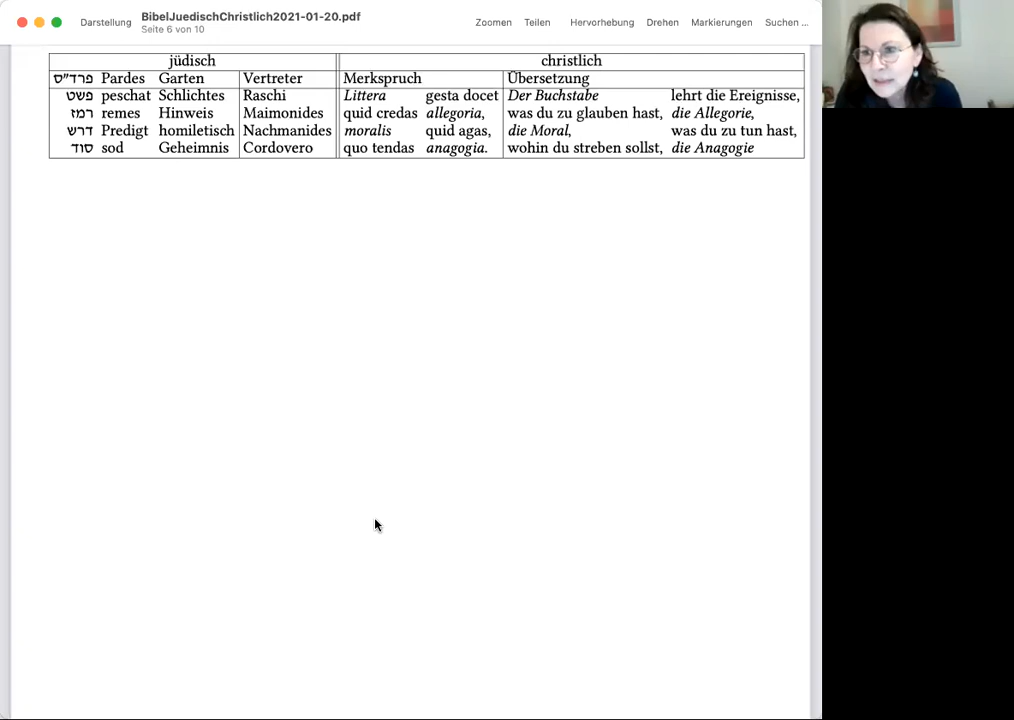 Darstellung BibelJuedischChristlich2021-01-20.pdf Zoomen Teilen Hervorhebung Drehen Markierungen Suchen ...
Seite 6 von 10
jüdisch christlich
פרד״ס Pardes Garten Vertreter Merkspruch Übersetzung
פשט peschat Schlichtes Raschi Littera gesta docet Der Buchstabe lehrt die Ereignisse,
רמז remes Hinweis Maimonides quid credas allegoria, was du zu glauben hast, die Allegorie,
דרש Predigt homiletisch Nachmanides moralis quid agas, die Moral, was du zu tun hast,
סוד sod Geheimnis Cordovero quo tendas anagogia. wohin du streben sollst, die Anagogie